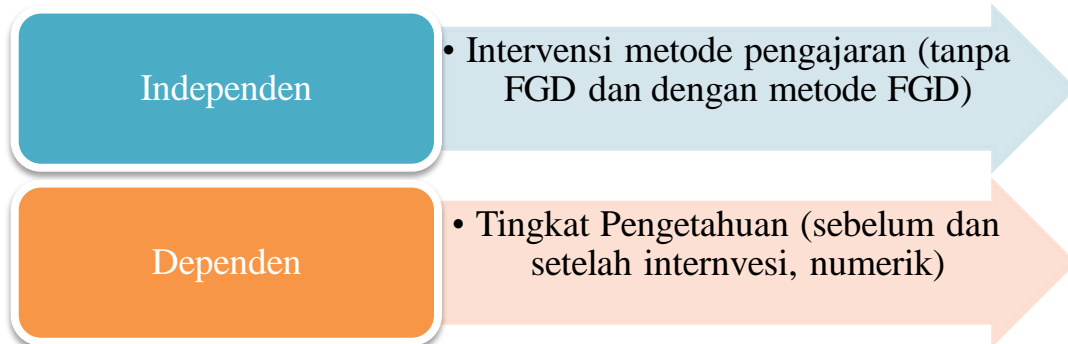 Independen
• Intervensi metode pengajaran (tanpa
FGD dan dengan metode FGD)
Dependen
• Tingkat Pengetahuan (sebelum dan
setelah internvesi, numerik)